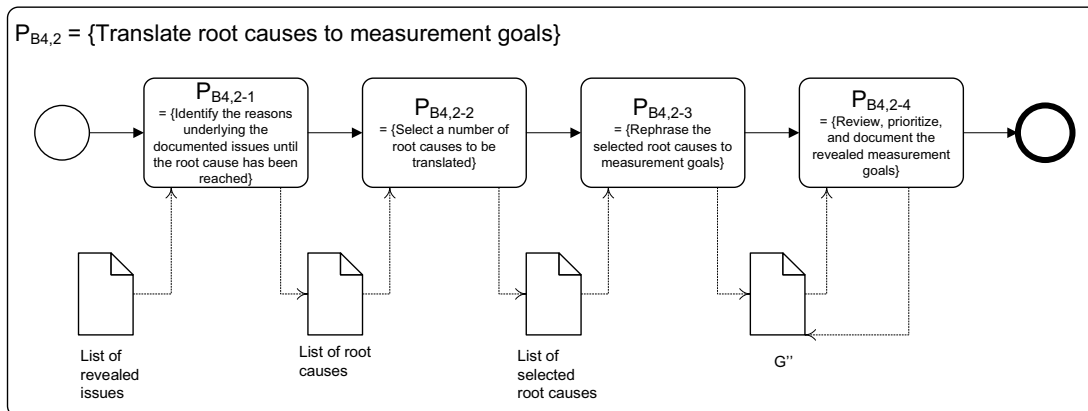 P_B4,2 = {Translate root causes to measurement goals}
P_B4,2-1
= {Identify the reasons
underlying the
documented issues until
the root cause has been
reached}
P_B4,2-2
= {Select a number of
root causes to be
translated}
P_B4,2-3
= {Rephrase the
selected root causes to
measurement goals}
P_B4,2-4
= {Review, prioritize,
and document the
revealed measurement
goals}
List of
revealed
issues
List of root
causes
List of
selected
root causes
G''